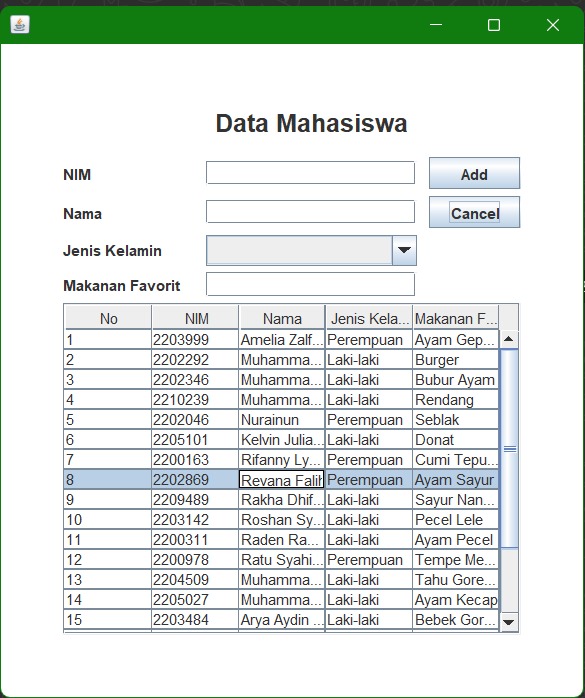 Data Mahasiswa
NIM Add
Nama Cancel
Jenis Kelamin
Makanan Favorit
No NIM Nama Jenis Kela... Makanan F...
1 2203999 Amelia Zalf... Perempuan Ayam Gep...
2 2202292 Muhamma... Laki-laki Burger
3 2202346 Muhamma... Laki-laki Bubur Ayam
4 2210239 Muhamma... Laki-laki Rendang
5 2202046 Nurainun Perempuan Seblak
6 2205101 Kelvin Julia... Laki-laki Donat
7 2200163 Rifanny Ly... Perempuan Cumi Tepu...
8 2202869 Revana Falih Perempuan Ayam Sayur
9 2209489 Rakha Dhif... Laki-laki Sayur Nan...
10 2203142 Roshan Sy... Laki-laki Pecel Lele
11 2200311 Raden Ra... Laki-laki Ayam Pecel
12 2200978 Ratu Syahi... Perempuan Tempe Me...
13 2204509 Muhamma... Laki-laki Tahu Gore...
14 2205027 Muhamma... Laki-laki Ayam Kecap
15 2203484 Arya Aydin ... Laki-laki Bebek Gor...